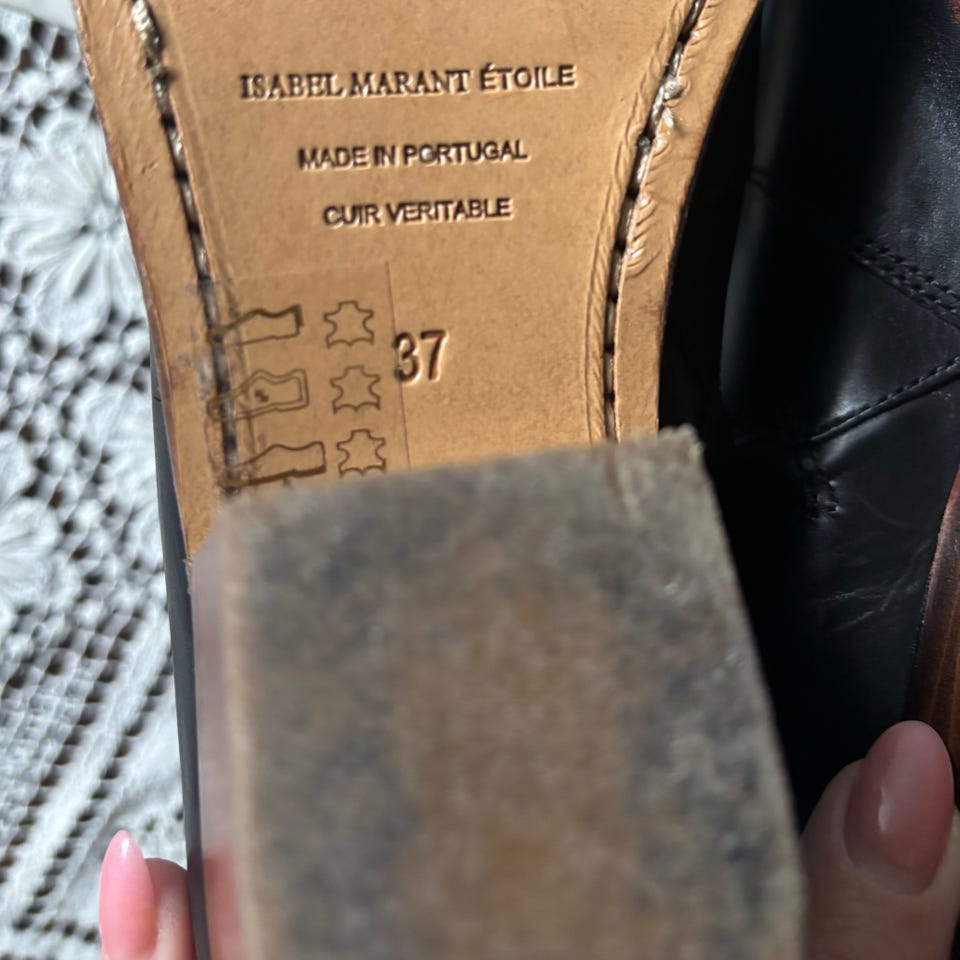 ISABEL MARANT ÉTOILE
MADE IN PORTUGAL
CUIR VERITABLE
37